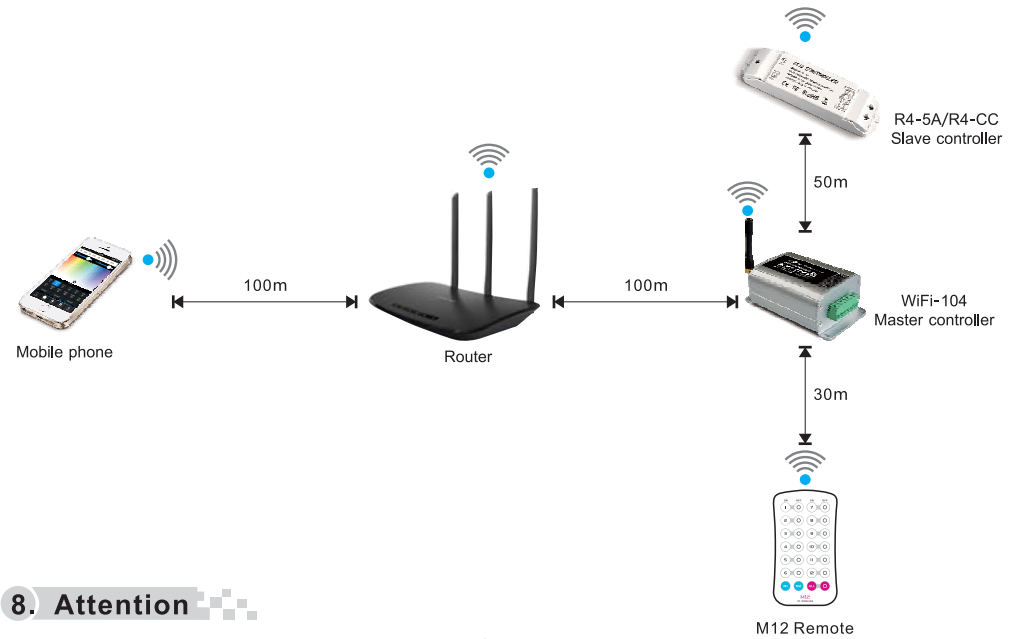 R4-5A/R4-CC
Slave controller
50m
100m
100m
WiFi-104
Master controller
Mobile phone
Router
30m
M12
8. Attention
M12 Remote